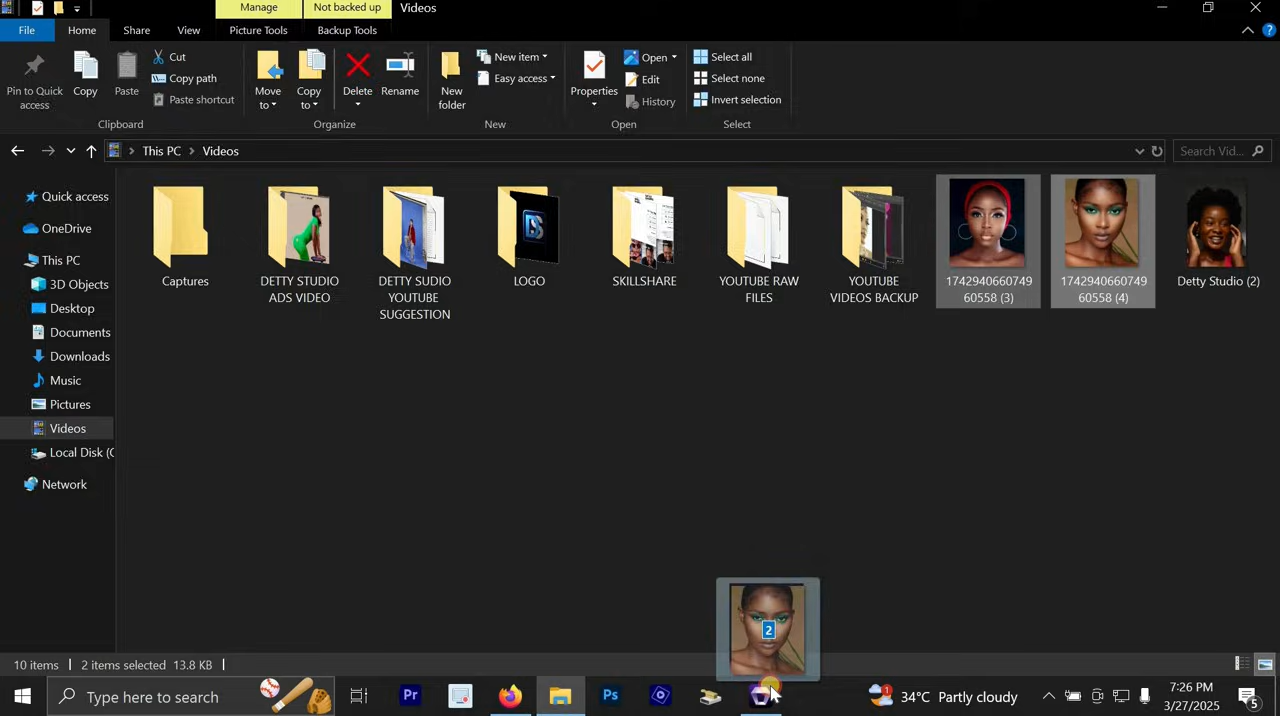 Manage
Not backed up
Videos
File
Home
Share
View
Picture Tools
Backup Tools
Pin to Quick
access
Copy
Paste
Cut
Copy path
Paste shortcut
Clipboard
Move
to
Copy
to
Delete
Rename
Organize
New
folder
New item
Easy access
New
Properties
Open
Edit
History
Open
Select all
Select none
Invert selection
Select
This PC > Videos
Search Vid...
Quick access
OneDrive
This PC
3D Objects
Desktop
Documents
Downloads
Music
Pictures
Videos
Local Disk (C
Network
Captures
DETTY STUDIO
ADS VIDEO
DETTY SUDIO
YOUTUBE
SUGGESTION
LOGO
SKILLSHARE
YOUTUBE RAW
FILES
YOUTUBE
VIDEOS BACKUP
1742940660749
60558 (3)
1742940660749
60558 (4)
Detty Studio (2)
2
10 items
2 items selected 13.8 KB
Type here to search
Pr
Ps
1
34°C Partly cloudy
7:26 PM
3/27/2025
5